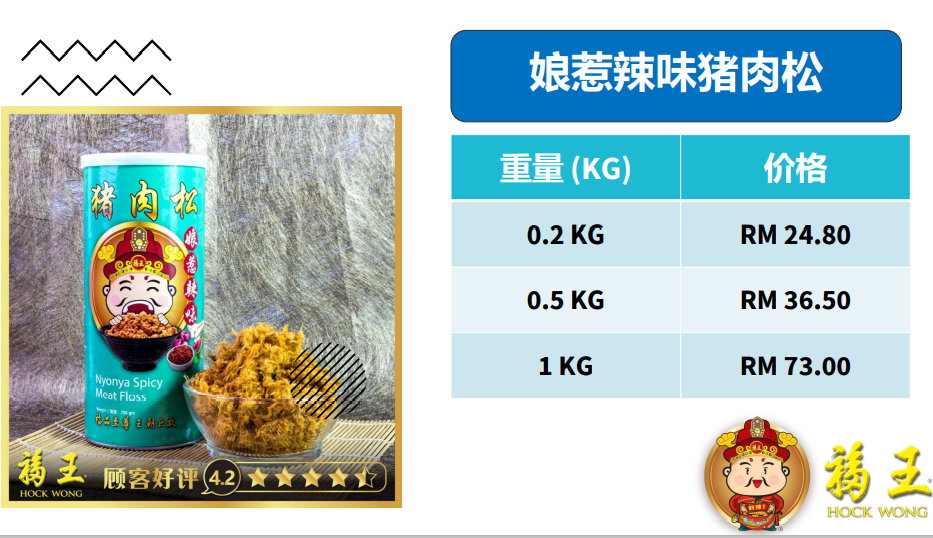 娘惹辣味猪肉松
重量 (KG)
价格
0.2 KG
RM 24.80
0.5 KG
RM 36.50
1 KG
RM 73.00
猪肉松
娘惹辣味
Nyonya Spicy
Meat Floss
福王
HOCK WONG
顾客好评
4.2
福王
HOCK WONG